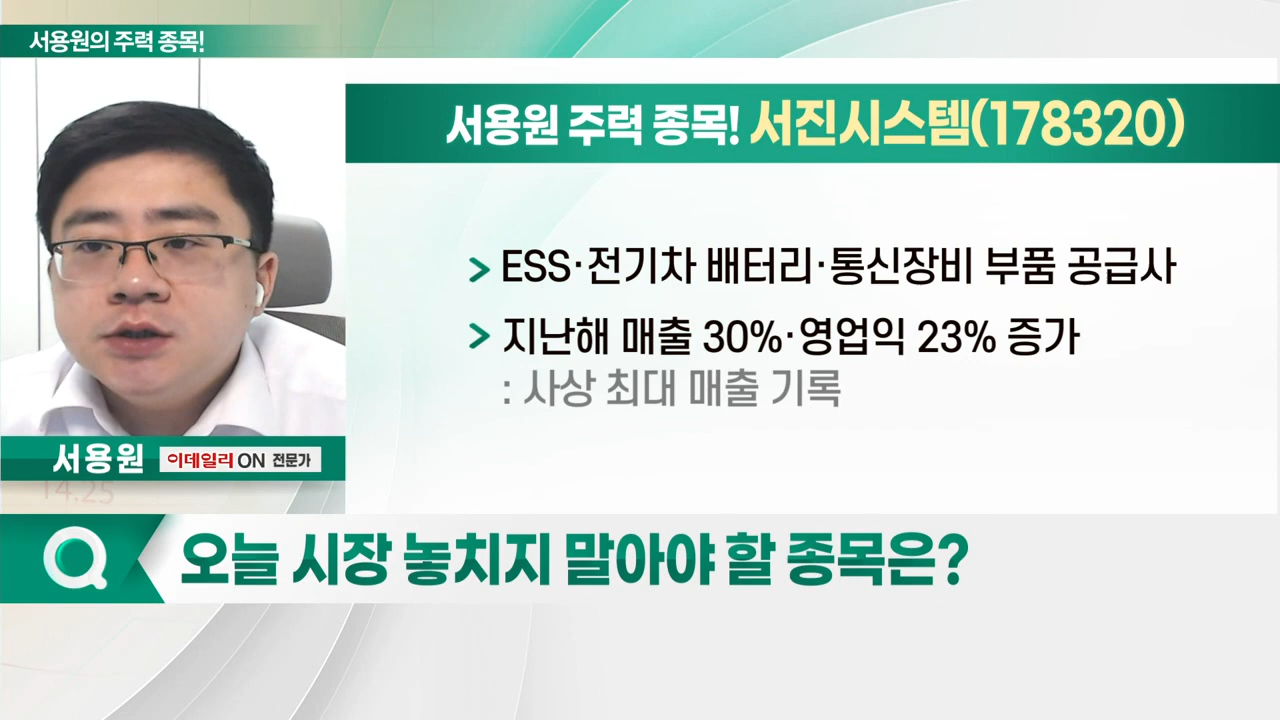 서용원의 주력 종목!
서용원 주력 종목! 서진시스템(178320)
> ESS·전기차 배터리·통신장비 부품 공급사
> 지난해 매출 30%·영업익 23% 증가
: 사상 최대 매출 기록
서용원 이데일리 ON 전문가
14.25
Q 오늘 시장 놓치지 말아야 할 종목은?